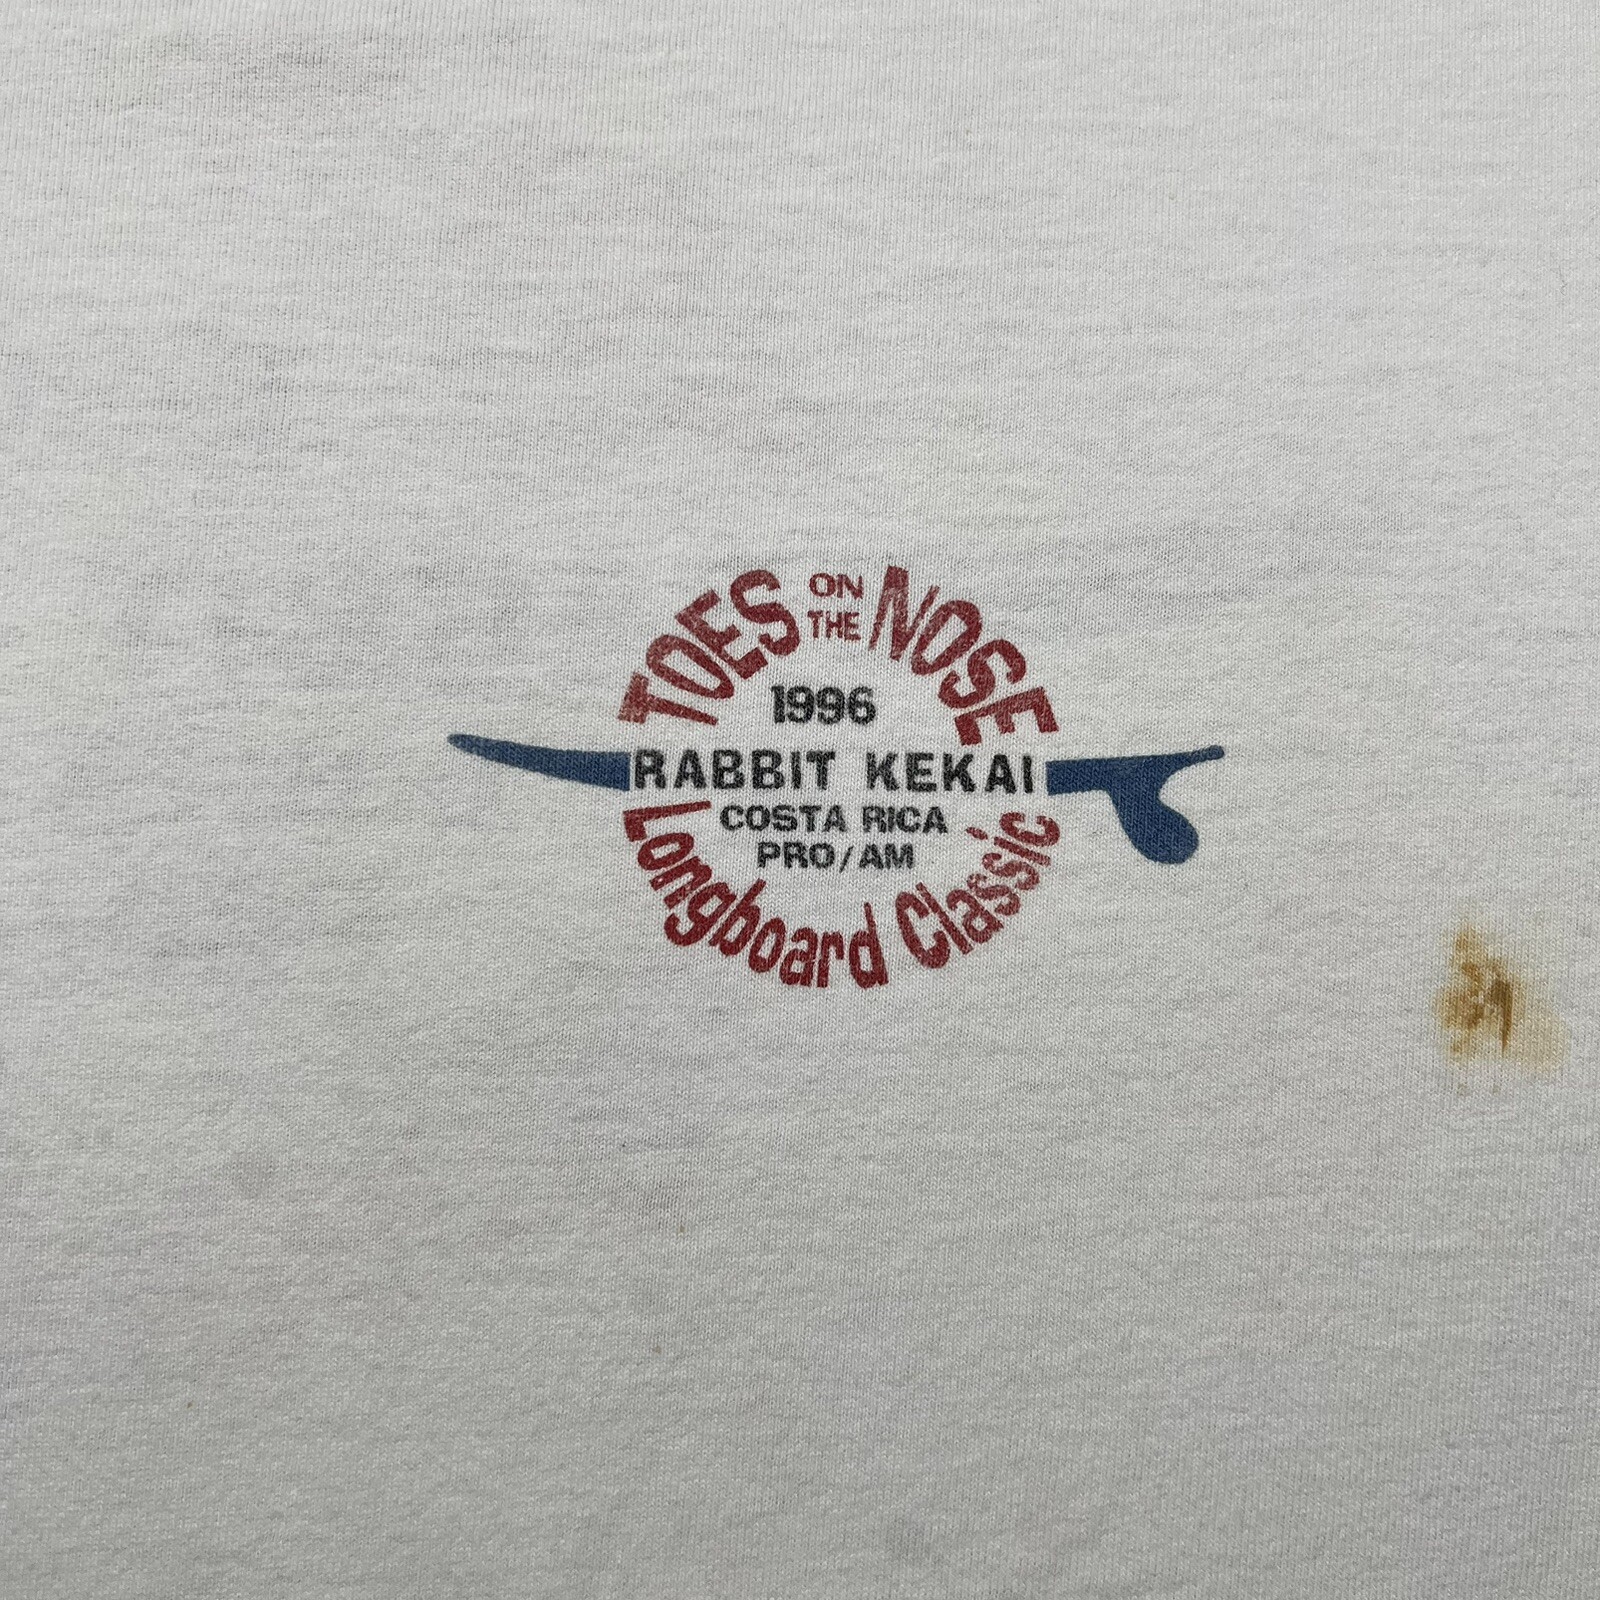 TOES ON THE NOSE
1996
RABBIT KEKAI
COSTA RICA
PRO/AM
Longboard Classic